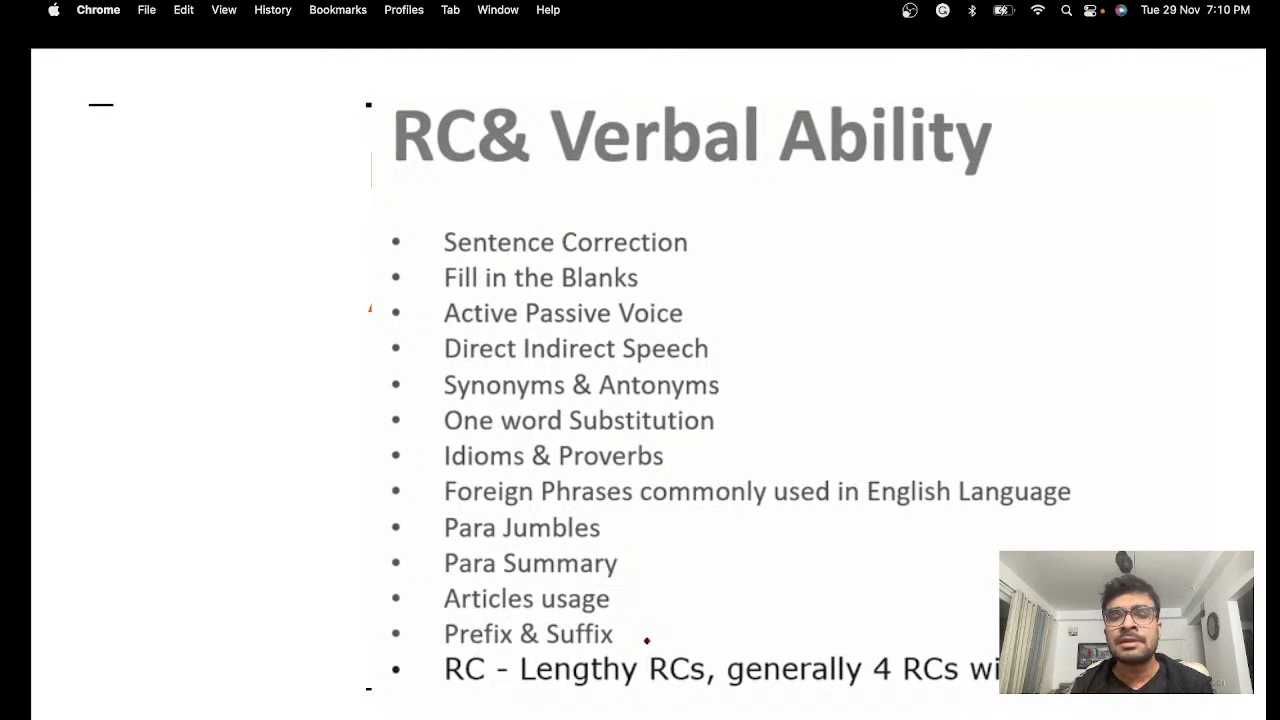 Chrome File Edit View History Bookmarks Profiles Tab Window Help Tue 29 Nov 7:10 PM
RC& Verbal Ability
• Sentence Correction
• Fill in the Blanks
• Active Passive Voice
• Direct Indirect Speech
• Synonyms & Antonyms
• One word Substitution
• Idioms & Proverbs
• Foreign Phrases commonly used in English Language
• Para Jumbles
• Para Summary
• Articles usage
• Prefix & Suffix
• RC - Lengthy RCs, generally 4 RCs